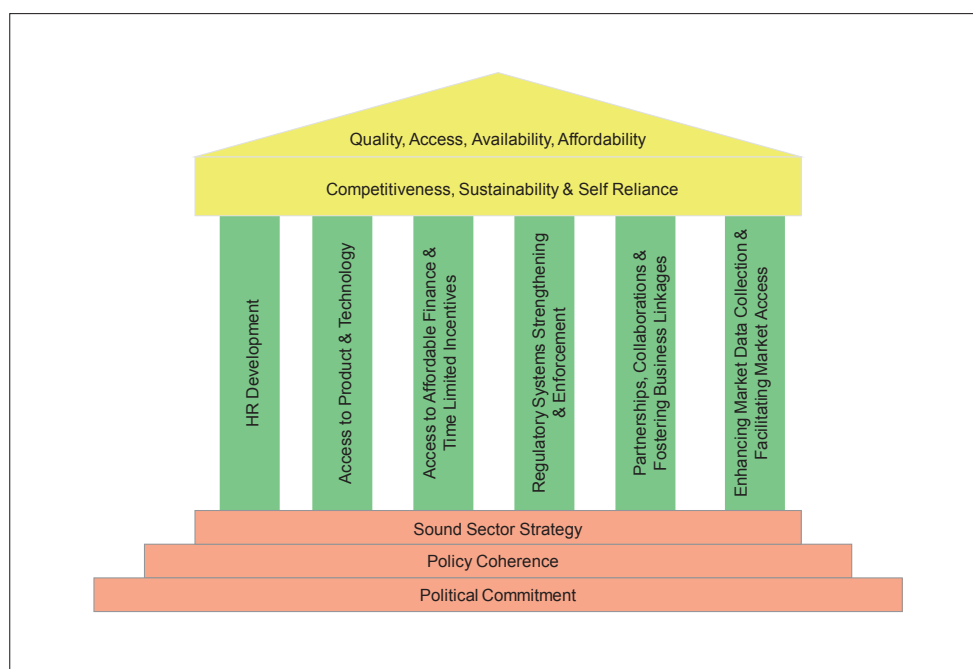 Quality, Access, Availability, Affordability
Competitiveness, Sustainability & Self Reliance
HR Development
Access to Product & Technology
Access to Affordable Finance &
Time Limited Incentives
Regulatory Systems Strengthening
& Enforcement
Partnerships, Collaborations &
Fostering Business Linkages
Enhancing Market Data Collection &
Facilitating Market Access
Sound Sector Strategy
Policy Coherence
Political Commitment